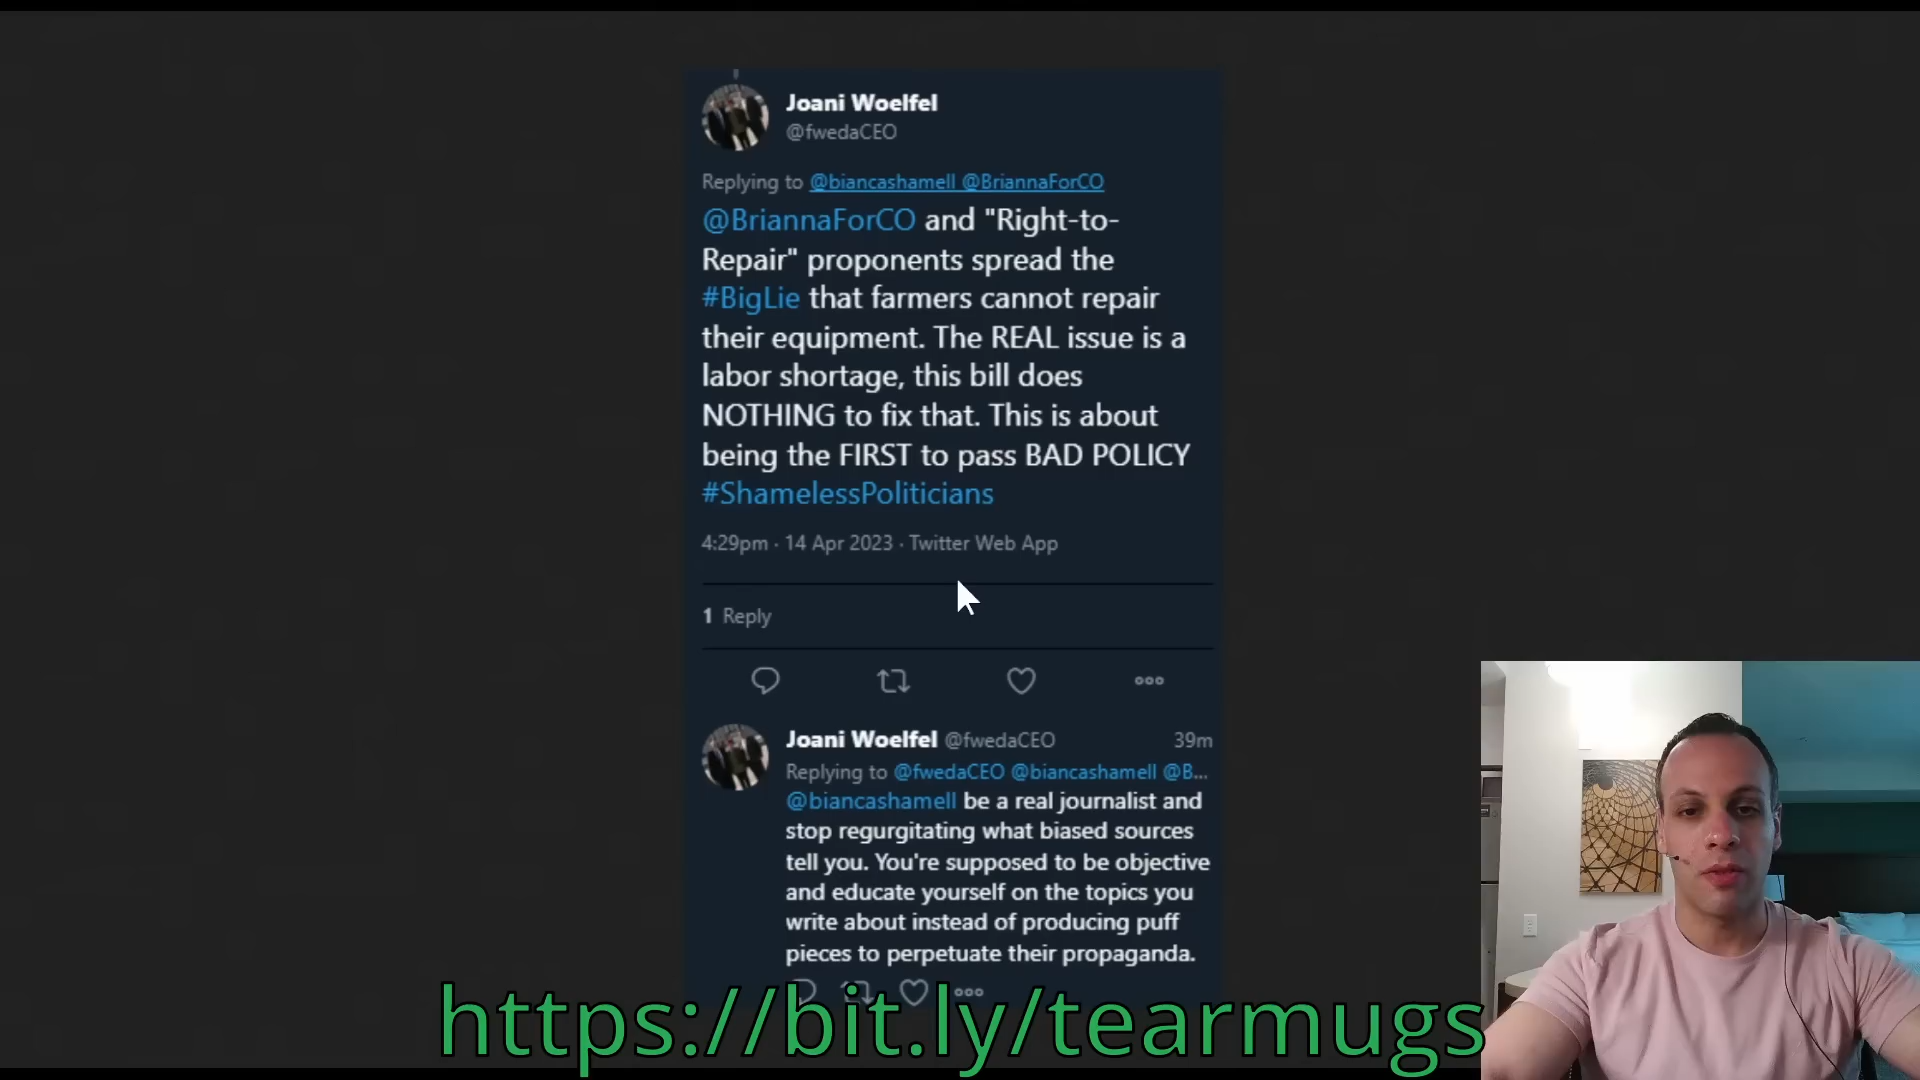 Joani Woelfel
@fwedaCEO
Replying to @biancashamell @BriannaForCO
@BriannaForCO and "Right-to-
Repair" proponents spread the
#BigLie that farmers cannot repair
their equipment. The REAL issue is a
labor shortage, this bill does
NOTHING to fix that. This is about
being the FIRST to pass BAD POLICY
#ShamelessPoliticians
4:29pm · 14 Apr 2023 · Twitter Web App
1 Reply
Joani Woelfel @fwedaCEO 39m
Replying to @fwedaCEO @biancashamell @B...
@biancashamell be a real journalist and
stop regurgitating what biased sources
tell you. You're supposed to be objective
and educate yourself on the topics you
write about instead of producing puff
pieces to perpetuate their propaganda.
https://bit.ly/tearmugs